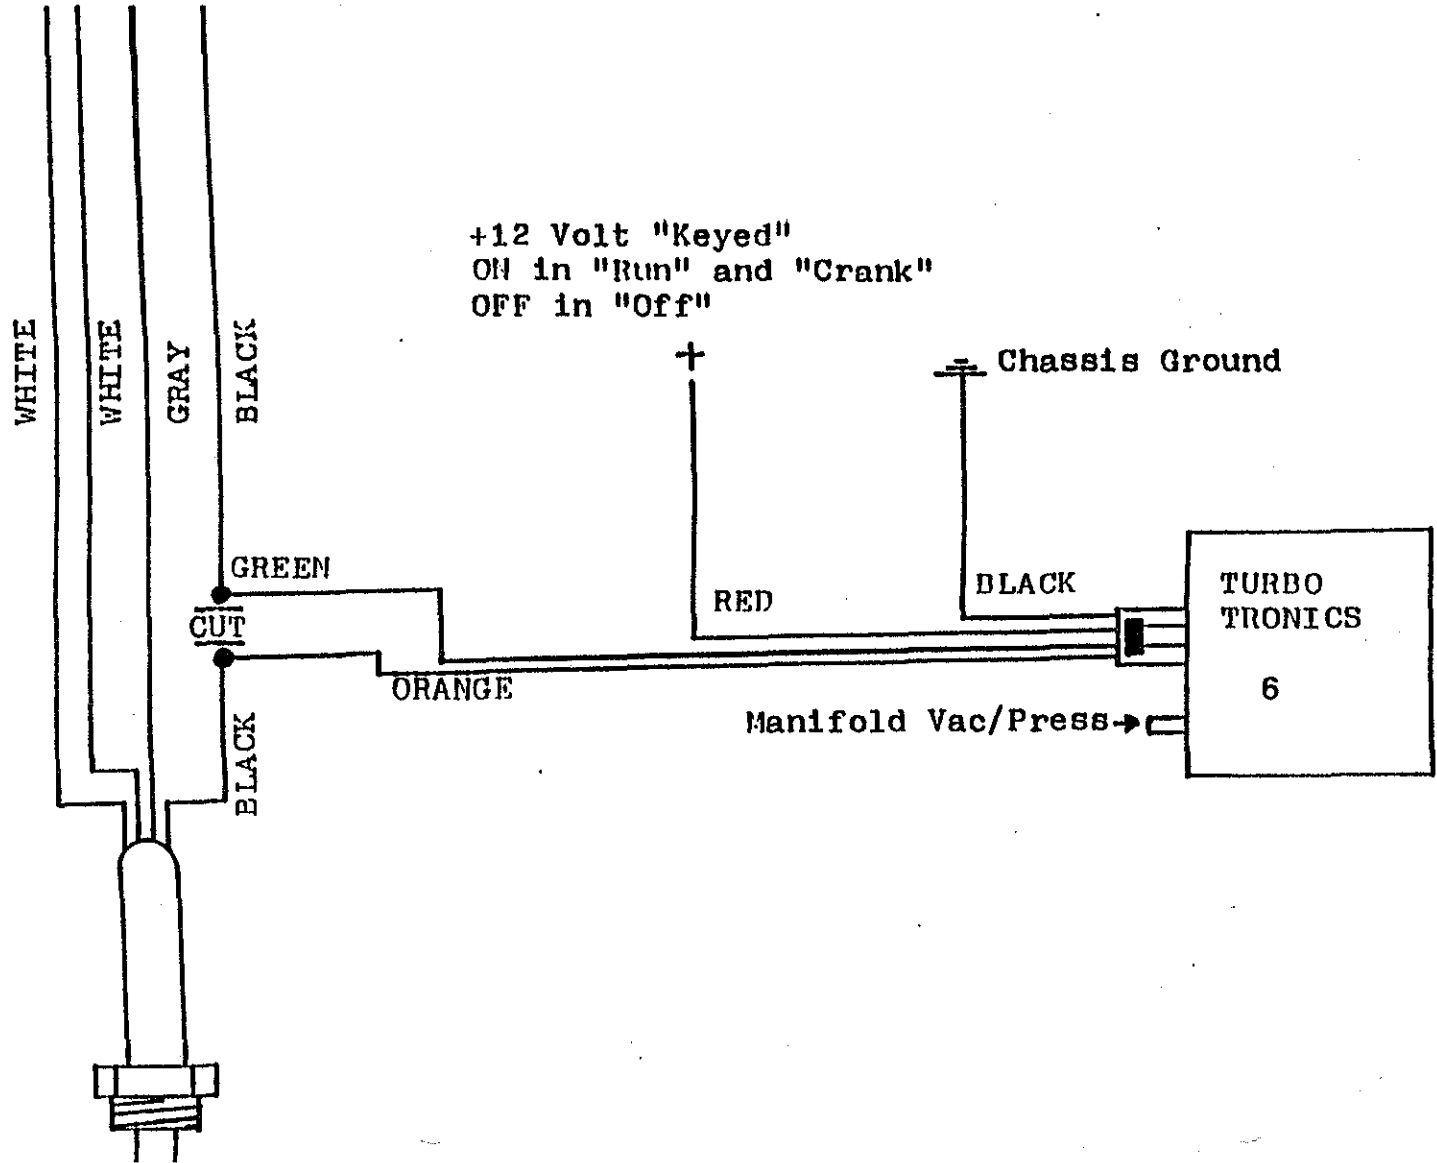 +12 Volt "Keyed"
ON in "Run" and "Crank"
OFF in "Off"
+
Chassis Ground
WHITE
WHITE
GRAY
BLACK
GREEN
CUT
ORANGE
BLACK
RED
BLACK
TURBO
TRONICS
6
Manifold Vac/Press